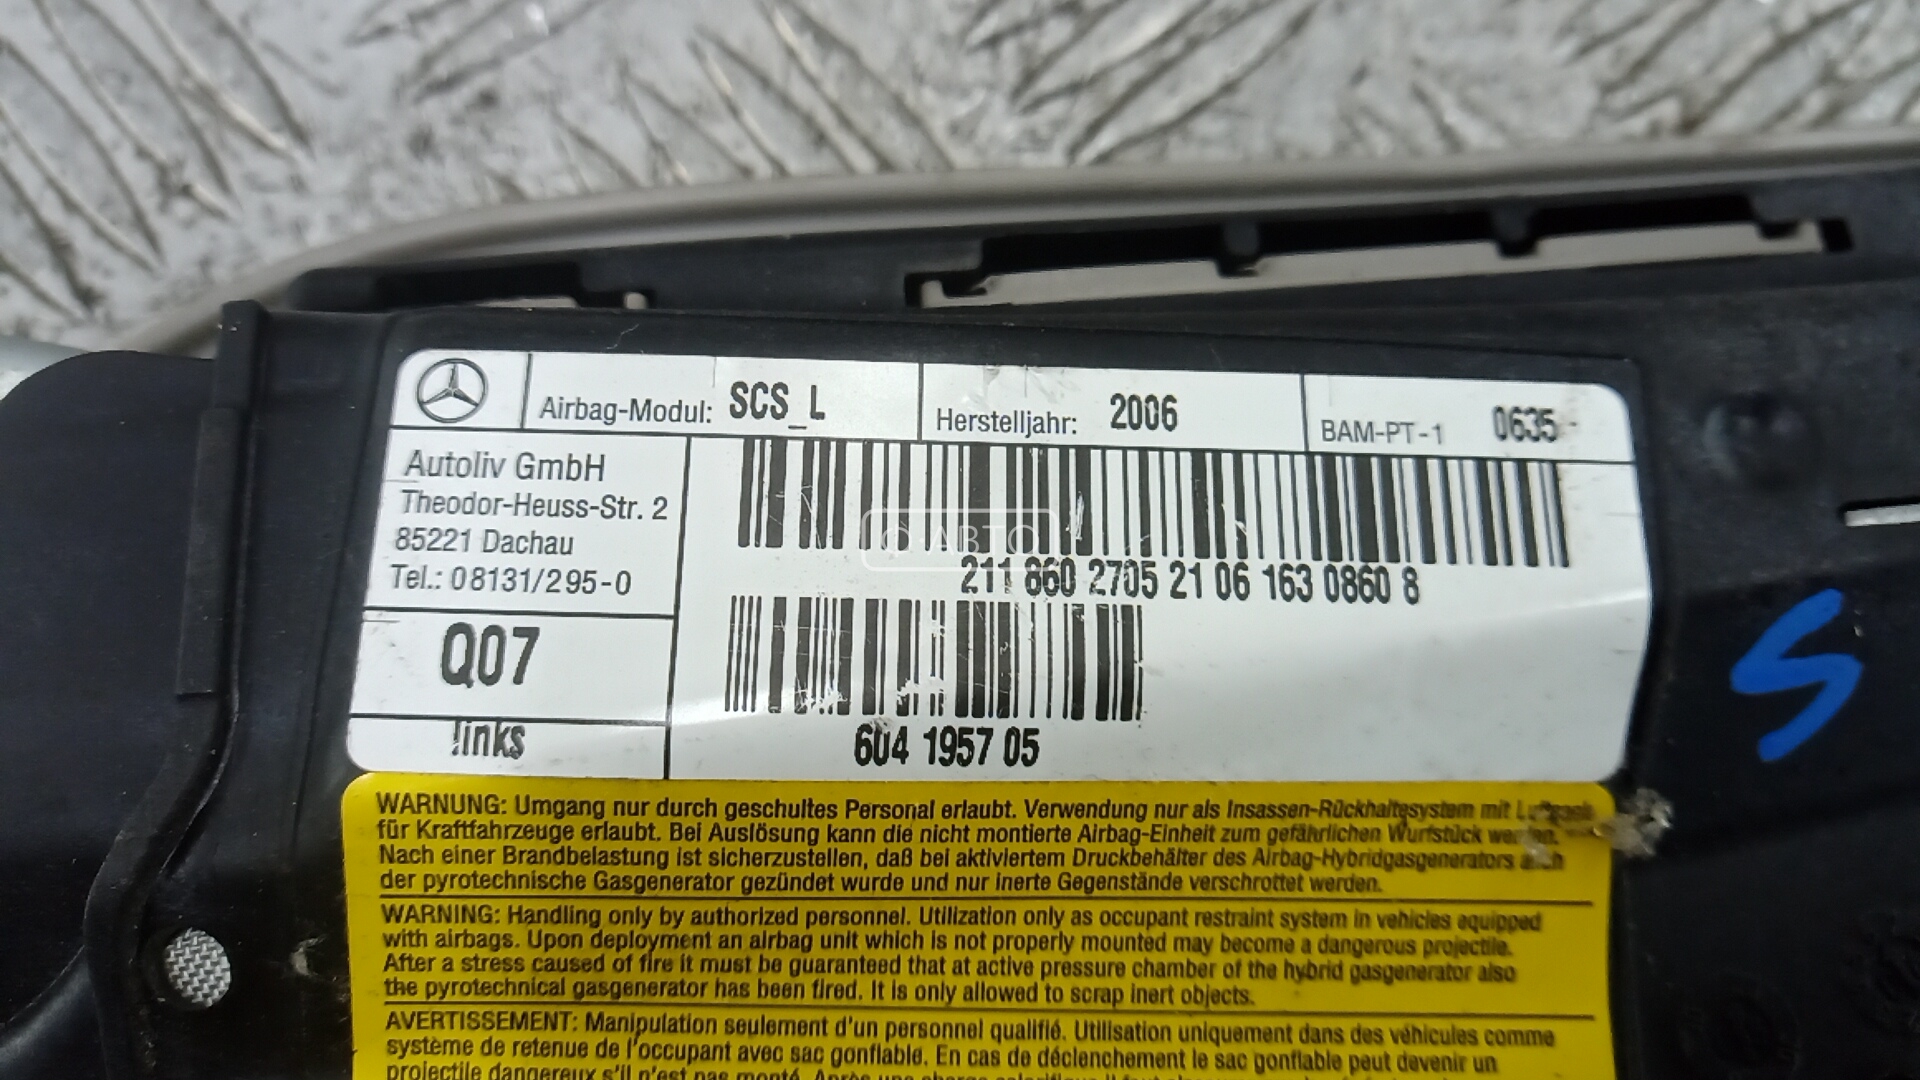 Airbag-Modul: SCS_L Herstelljahr: 2006 BAM-PT-1 0635
Autoliv GmbH
Theodor-Heuss-Str. 2
85221 Dachau
Tel.: 08131/295-0
АВТО
211 860 2705 21 06 163 0860 8
Q07
links
604 1957 05
WARNUNG: Umgang nur durch geschultes Personal erlaubt. Verwendung nur als Insassen-Rückhaltesystem mit
für Kraftfahrzeuge erlaubt. Bei Auslösung kann die nicht montierte Airbag-Einheit zum gefährlichen Wurfstück werden.
Nach einer Brandbelastung ist sicherzustellen, daß bei aktiviertem Druckbehälter des Airbag-Hybridgasgenerators auch
der pyrotechnische Gasgenerator gezündet wurde und nur inerte Gegenstände verschrottet werden.
WARNING: Handling only by authorized personnel. Utilization only as occupant restraint system in vehicles equipped
with airbags. Upon deployment an airbag unit which is not properly mounted may become a dangerous projectile.
After a stress caused of fire it must be guaranteed that at active pressure chamber of the hybrid gasgenerator also
the pyrotechnical gasgenerator has been fired. It is only allowed to scrap inert objects.
AVERTISSEMENT: Manipulation seulement d'un personnel qualifié. Utilisation uniquement dans des véhicules comme
système de retenue de l'occupant avec sac gonflable. En cas de déclenchement le sac gonflable peut devenir un
projectile dangereux s'il n'est pas monté.
S